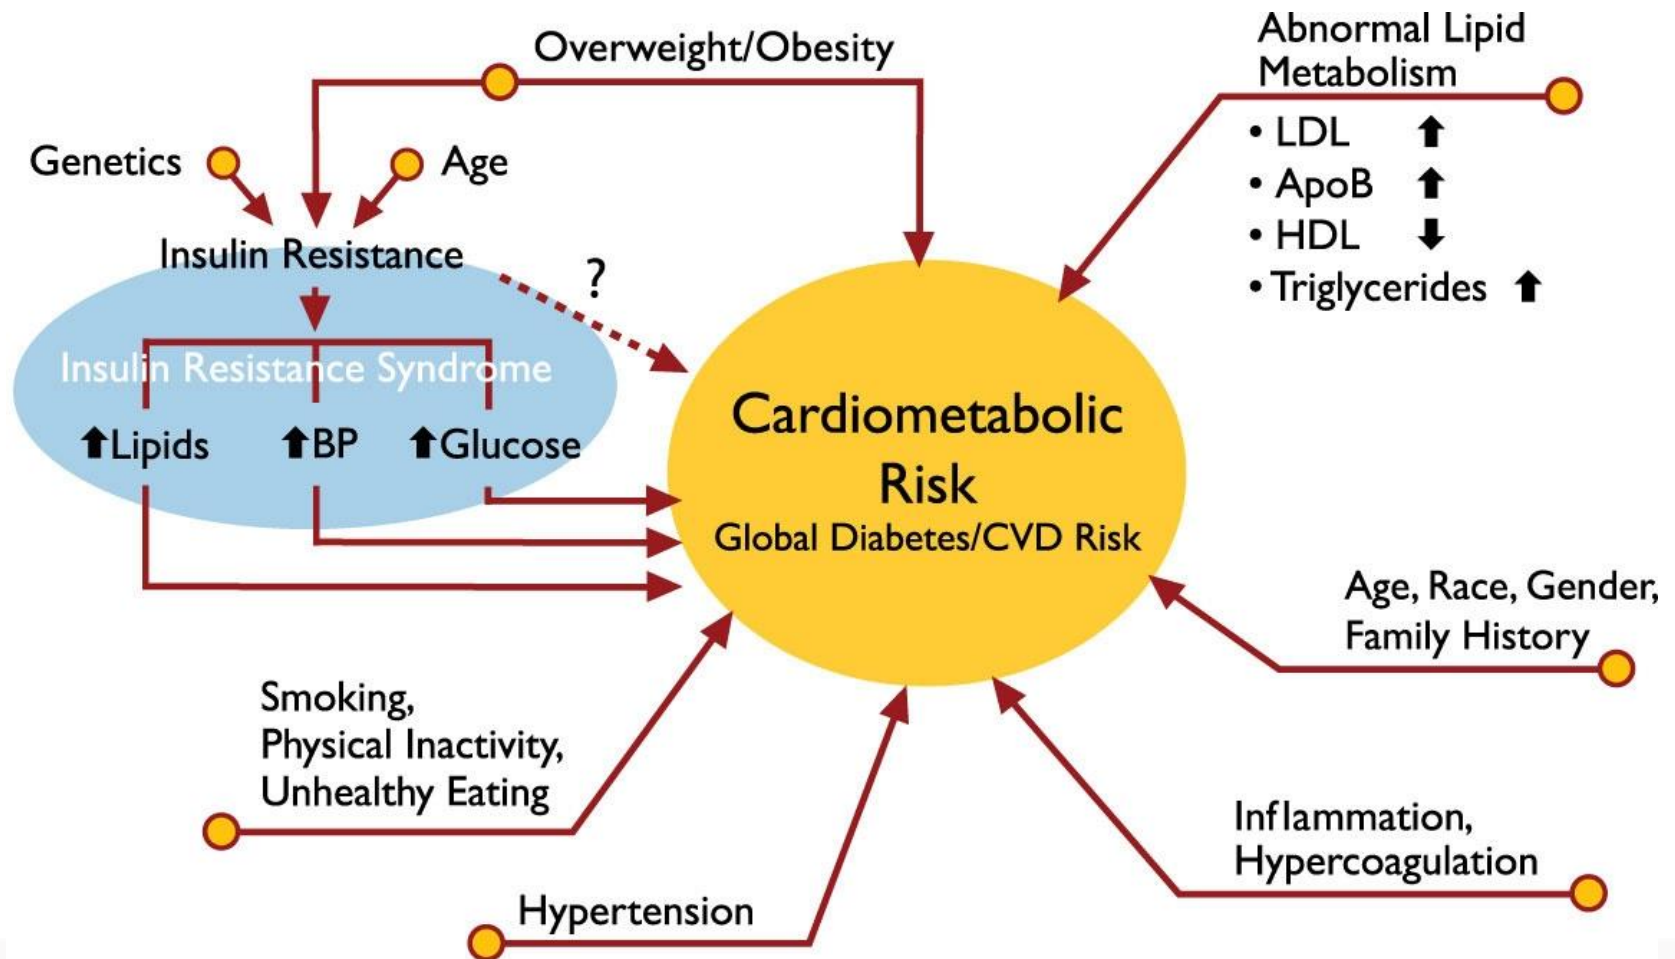 Overweight/Obesity
Abnormal Lipid
Metabolism
• LDL ⬆
• ApoB ⬆
• HDL ⬇
• Triglycerides ⬆
Genetics
Age
Insulin Resistance
?
Insulin Resistance Syndrome
⬆Lipids ⬆BP ⬆Glucose
Cardiometabolic
Risk
Global Diabetes/CVD Risk
Age, Race, Gender,
Family History
Smoking,
Physical Inactivity,
Unhealthy Eating
Inflammation,
Hypercoagulation
Hypertension